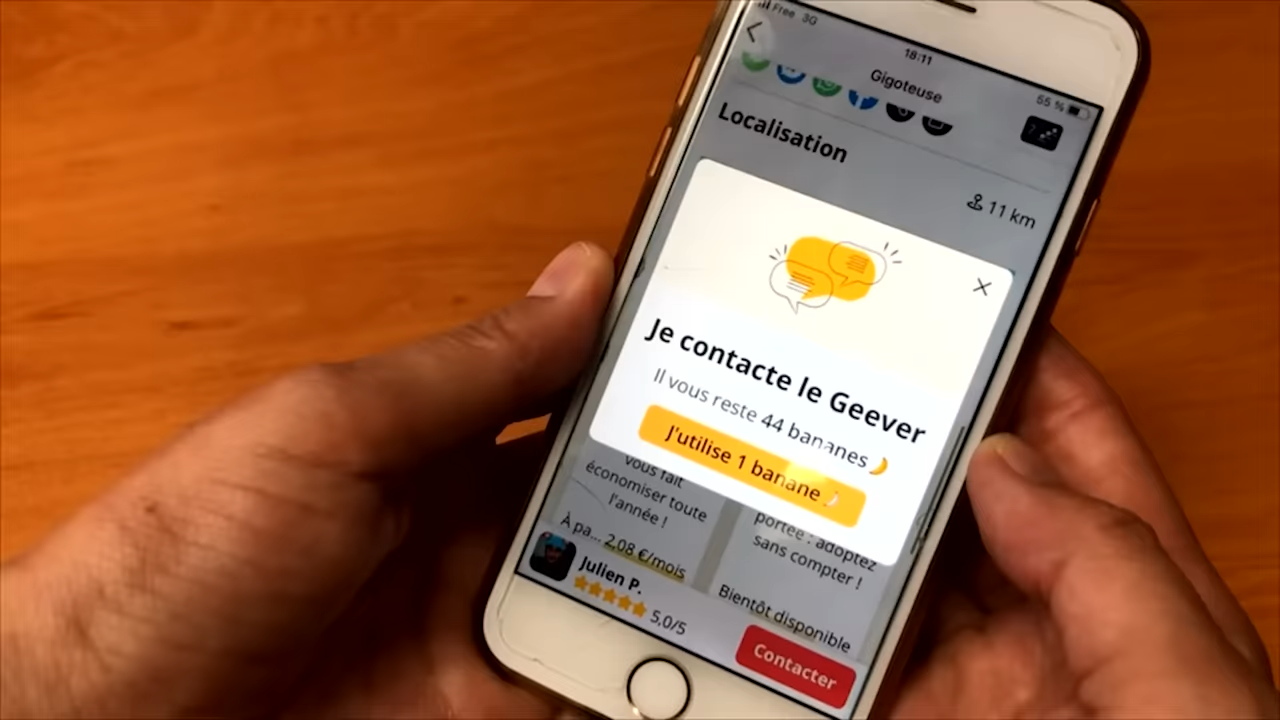 Free 3G
18:11
55 %
Gigoteuse
Localisation
11 km
Je contacte le Geever
Il vous reste 44 bananes
J'utilise 1 banane
vous fait
économiser toute
l'année !
À pa... 2,08 €/mois
portée : adoptez
sans compter !
Bientôt disponible
Julien P.
5,0/5
Contacter